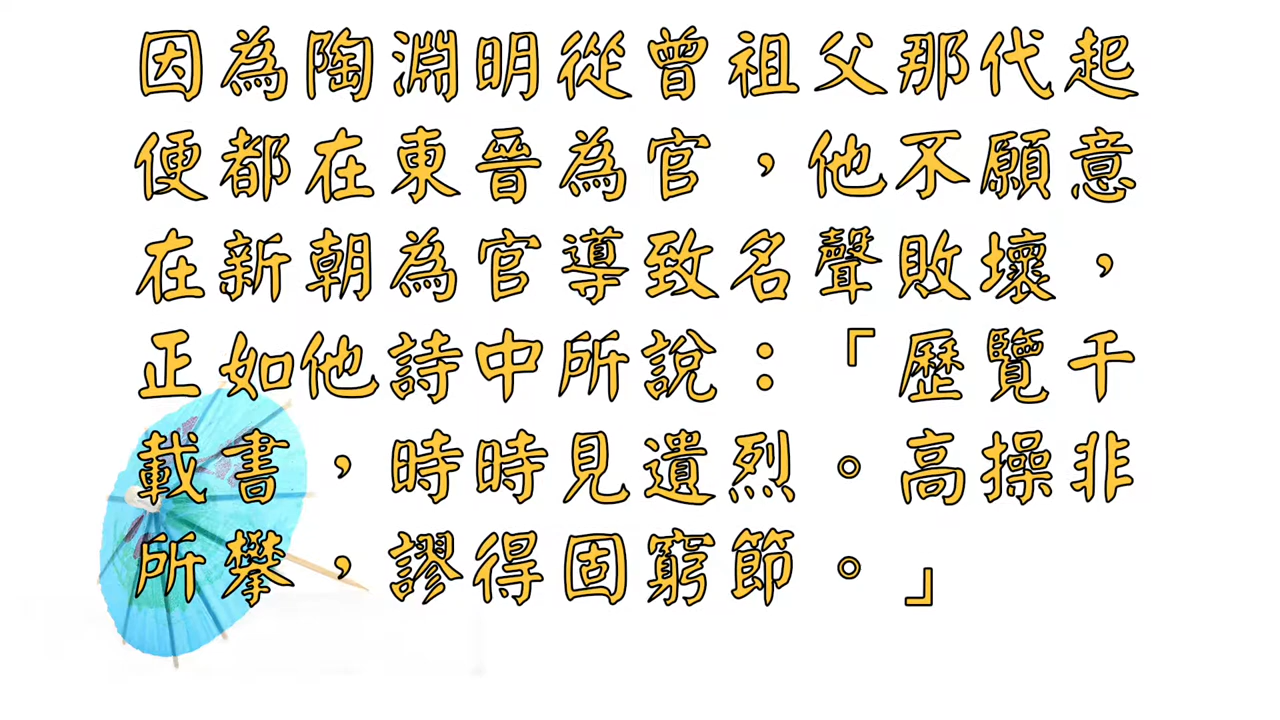 因為陶淵明從曾祖父那代起
便都在東晉為官，他不願意
在新朝為官導致名聲敗壞，
正如他詩中所說：「歷覽千
載書，時時見遺烈。高操非
所攀，謬得固窮節。」